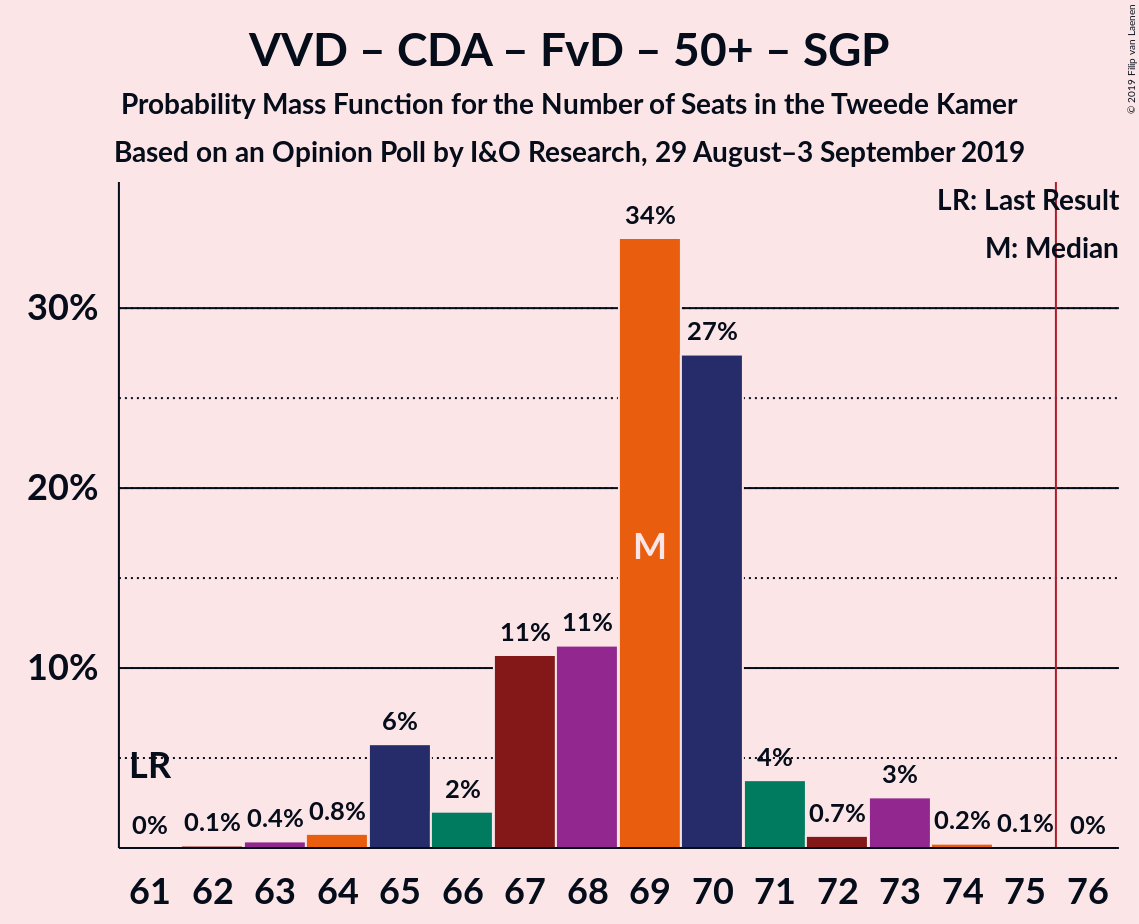 VVD – CDA – FvD – 50+ – SGP
Probability Mass Function for the Number of Seats in the Tweede Kamer
Based on an Opinion Poll by I&O Research, 29 August–3 September 2019
© 2019 Filip van Laenen
LR: Last Result
M: Median
34%
30%
27%
20%
M
11%
11%
10%
6%
LR
4%
3%
2%
0%
0.1%
0.4%
0.8%
0.7%
0.2%
0.1%
0%
61 62 63 64 65 66 67 68 69 70 71 72 73 74 75 76